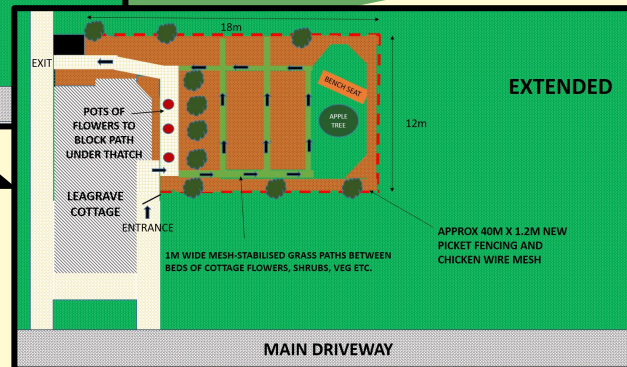 18m
EXIT
BENCH SEAT
EXTENDED
POTS OF
FLOWERS TO
BLOCK PATH
UNDER THATCH
APPLE
TREE
12m
LEAGRAVE
COTTAGE
ENTRANCE
1M WIDE MESH-STABILISED GRASS PATHS BETWEEN
BEDS OF COTTAGE FLOWERS, SHRUBS, VEG ETC.
APPROX 40M X 1.2M NEW
PICKET FENCING AND
CHICKEN WIRE MESH
MAIN DRIVEWAY